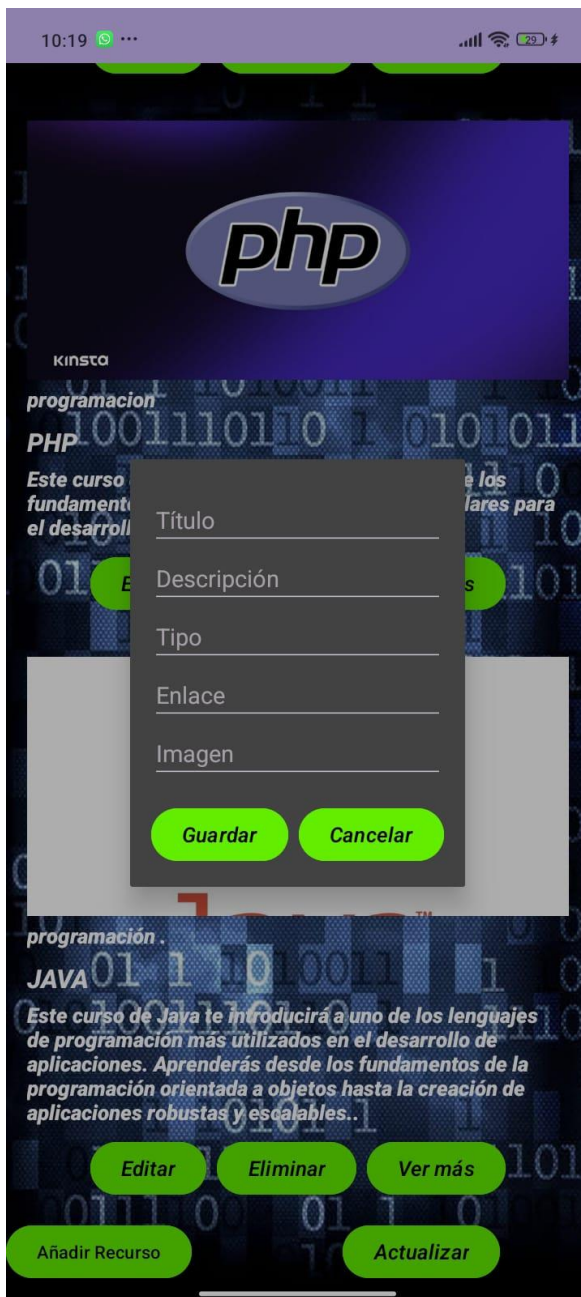 10:19
29
php
KINSTA
programacion
PHP
Este curso e los
fundament lares para
el desarroll
Título
Descripción
E s
Tipo
Enlace
Imagen
Guardar Cancelar
TM
programación .
JAVA
Este curso de Java te introducirá a uno de los lenguajes
de programación más utilizados en el desarrollo de
aplicaciones. Aprenderás desde los fundamentos de la
programación orientada a objetos hasta la creación de
aplicaciones robustas y escalables..
Editar Eliminar Ver más
Añadir Recurso Actualizar